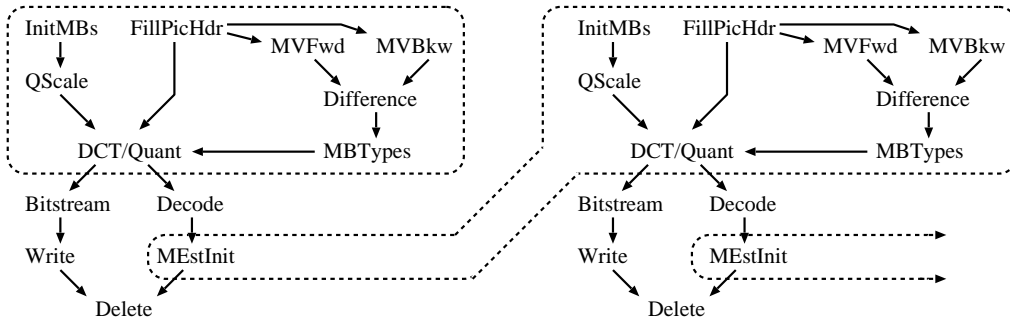 InitMBs FillPicHdr InitMBs FillPicHdr
MVFwd MVBkw MVFwd MVBkw
QScale QScale
Difference Difference
DCT/Quant MBTypes DCT/Quant MBTypes
Bitstream Decode Bitstream Decode
Write MEstInit Write MEstInit
Delete Delete